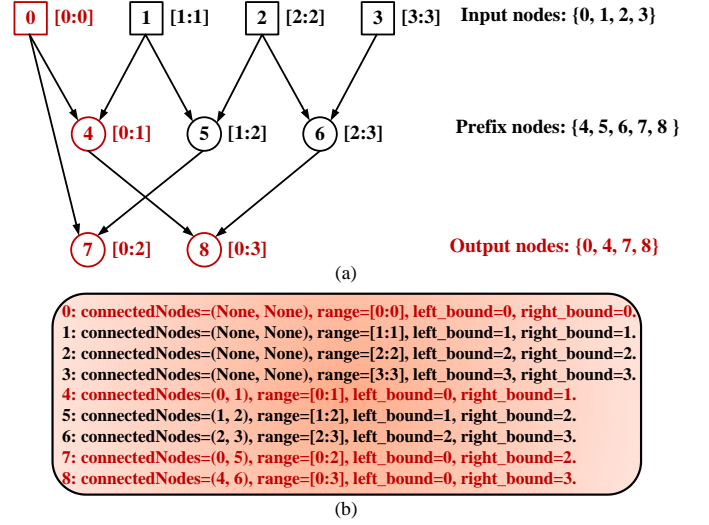 0 [0:0] 1 [1:1] 2 [2:2] 3 [3:3] Input nodes: {0, 1, 2, 3}
4 [0:1] 5 [1:2] 6 [2:3] Prefix nodes: {4, 5, 6, 7, 8 }
7 [0:2] 8 [0:3] Output nodes: {0, 4, 7, 8}
(a)
0: connectedNodes=(None, None), range=[0:0], left_bound=0, right_bound=0.
1: connectedNodes=(None, None), range=[1:1], left_bound=1, right_bound=1.
2: connectedNodes=(None, None), range=[2:2], left_bound=2, right_bound=2.
3: connectedNodes=(None, None), range=[3:3], left_bound=3, right_bound=3.
4: connectedNodes=(0, 1), range=[0:1], left_bound=0, right_bound=1.
5: connectedNodes=(1, 2), range=[1:2], left_bound=1, right_bound=2.
6: connectedNodes=(2, 3), range=[2:3], left_bound=2, right_bound=3.
7: connectedNodes=(0, 5), range=[0:2], left_bound=0, right_bound=2.
8: connectedNodes=(4, 6), range=[0:3], left_bound=0, right_bound=3.
(b)